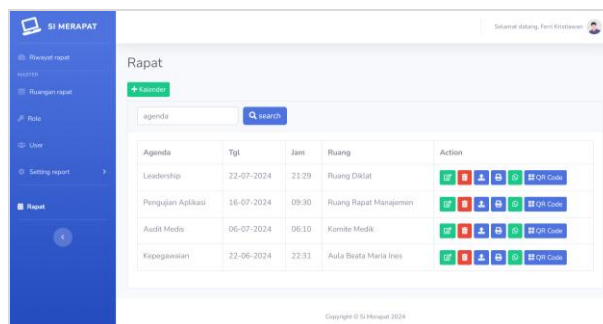 SI MERAPAT
Selamat datang, Ferri Kristiawan
Riwayat rapat
MASTER
Ruangan rapat
Role
User
Setting report
Rapat
Rapat
Kalender
agenda
search
Agenda Tgl Jam Ruang Action
Leadership 22-07-2024 21:29 Ruang Diklat QR Code
Pengujian Aplikasi 16-07-2024 09:30 Ruang Rapat Manajemen QR Code
Audit Medis 06-07-2024 06:10 Komite Medik QR Code
Kepegawaian 22-06-2024 22:31 Aula Beata Maria Ines QR Code
Copyright © Si Merapat 2024